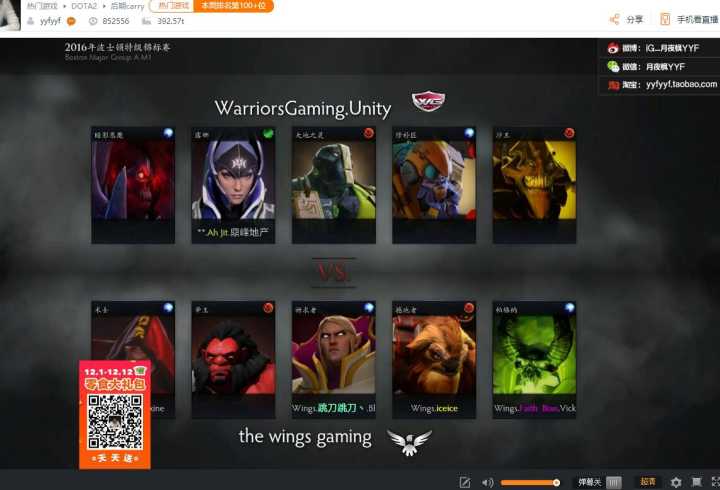 热门游戏 > DOTA2 > 后期carry
热门游戏 本周排名第100+位
yyfyyf 852556 392.57t
分享 手机看直播
2016年波士顿特级锦标赛
Boston Major Group A M1
微博: iG_月夜枫YYF
微信: 月夜枫YYF
淘宝: yyfyyf.taobao.com
WarriorsGaming.Unity
暗影恶魔 露娜 大地之灵 修补匠 沙王
**.Ah Jit.鼎峰地产
VS.
术士 斧王 祈求者 撼地者 帕格纳
Wings.跳刀跳刀丶.Bl Wings.iceice Wings.Faith_Bian.Vick
12.1-12.12
零食大礼包
天天送
the wings gaming
弹幕关 超清